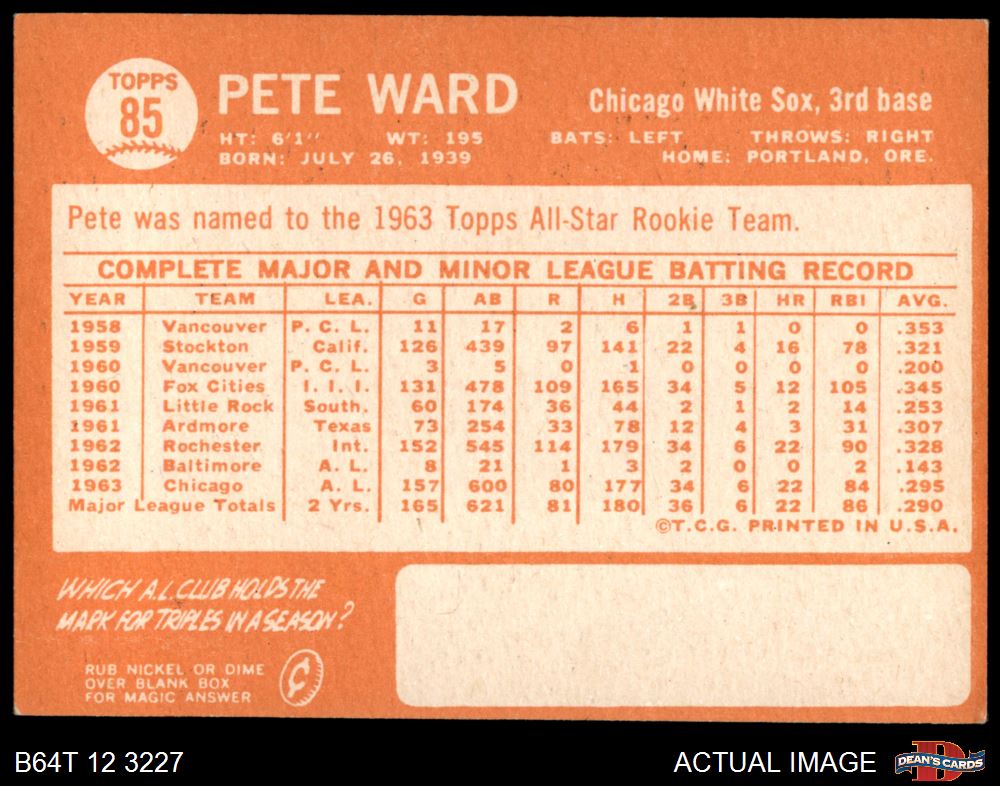 TOPPS
85
PETE WARD
Chicago White Sox, 3rd base
HT: 6'1" WT: 195 BATS: LEFT THROWS: RIGHT
BORN: JULY 26, 1939 HOME: PORTLAND, ORE.
Pete was named to the 1963 Topps All-Star Rookie Team.
COMPLETE MAJOR AND MINOR LEAGUE BATTING RECORD
YEAR TEAM LEA. G AB R H 2B 3B HR RBI AVG.
1958 Vancouver P. C. L. 11 17 2 6 1 1 0 0 .353
1959 Stockton Calif. 126 439 97 141 22 4 16 78 .321
1960 Vancouver P. C. L. 3 5 0 1 0 0 0 0 .200
1960 Fox Cities I. I. I. 131 478 109 165 34 5 12 105 .345
1961 Little Rock South. 60 174 36 44 2 1 2 14 .253
1961 Ardmore Texas 73 254 33 78 12 4 3 31 .307
1962 Rochester Int. 152 545 114 179 34 6 22 90 .328
1962 Baltimore A. L. 8 21 1 3 2 0 0 2 .143
1963 Chicago A. L. 157 600 80 177 34 6 22 84 .295
Major League Totals 2 Yrs. 165 621 81 180 36 6 22 86 .290
©T.C.G. PRINTED IN U.S.A.
WHICH A.L. CLUB HOLDS THE
MARK FOR TRIPLES IN A SEASON?
RUB NICKEL OR DIME
OVER BLANK BOX
FOR MAGIC ANSWER
¢
B64T 12 3227
ACTUAL IMAGE
D
DEAN'S CARDS